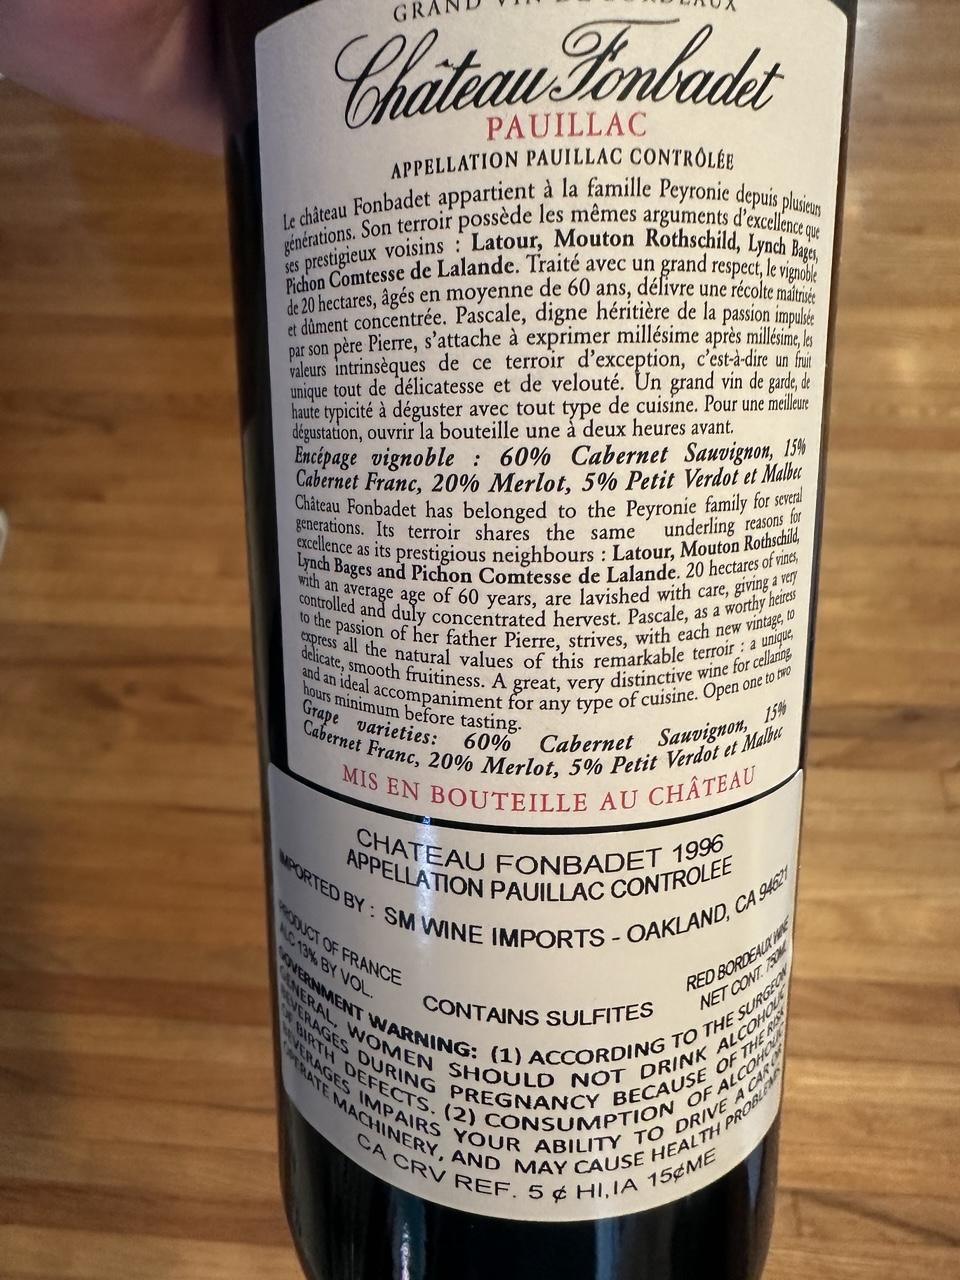 GRAND VIN DE BORDEAUX
Château Fonbadet
PAUILLAC
APPELLATION PAUILLAC CONTRÔLÉE
Le château Fonbadet appartient à la famille Peyronie depuis plusieurs
générations. Son terroir possède les mêmes arguments d'excellence que
ses prestigieux voisins : Latour, Mouton Rothschild, Lynch Bages,
Pichon Comtesse de Lalande. Traité avec un grand respect, le vignoble
de 20 hectares, âgés en moyenne de 60 ans, délivre une récolte maîtrisée
et dûment concentrée. Pascale, digne héritière de la passion impulsée
par son père Pierre, s'attache à exprimer millésime après millésime, les
valeurs intrinsèques de ce terroir d'exception, c'est-à-dire un fruit
unique tout de délicatesse et de velouté. Un grand vin de garde, de
haute typicité à déguster avec tout type de cuisine. Pour une meilleure
dégustation, ouvrir la bouteille une à deux heures avant.
Encépage vignoble : 60% Cabernet Sauvignon, 15%
Cabernet Franc, 20% Merlot, 5% Petit Verdot et Malbec
Château Fonbadet has belonged to the Peyronie family for several
generations. Its terroir shares the same underling reasons for
excellence as its prestigious neighbours : Latour, Mouton Rothschild,
Lynch Bages and Pichon Comtesse de Lalande. 20 hectares of vines,
with an average age of 60 years, are lavished with care, giving a very
controlled and duly concentrated hervest. Pascale, as a worthy heiress
to the passion of her father Pierre, strives, with each new vintage, to
express all the natural values of this remarkable terroir : a unique,
delicate, smooth fruitiness. A great, very distinctive wine for cellaring,
and an ideal accompaniment for any type of cuisine. Open one to two
hours minimum before tasting.
Grape varieties: 60% Cabernet Sauvignon, 15%
Cabernet Franc, 20% Merlot, 5% Petit Verdot et Malbec
MIS EN BOUTEILLE AU CHÂTEAU
CHATEAU FONBADET 1996
APPELLATION PAUILLAC CONTROLEE
IMPORTED BY : SM WINE IMPORTS - OAKLAND, CA 94621
PRODUCT OF FRANCE RED BORDEAUX WINE
ALC 13% BY VOL. NET CONT. 750ML
CONTAINS SULFITES
GOVERNMENT WARNING: (1) ACCORDING TO THE SURGEON
GENERAL, WOMEN SHOULD NOT DRINK ALCOHOLIC
BEVERAGES DURING PREGNANCY BECAUSE OF THE RISK
OF BIRTH DEFECTS. (2) CONSUMPTION OF ALCOHOLIC
BEVERAGES IMPAIRS YOUR ABILITY TO DRIVE A CAR OR
OPERATE MACHINERY, AND MAY CAUSE HEALTH PROBLEMS
CA CRV REF. 5 ¢ HI,IA 15¢ME